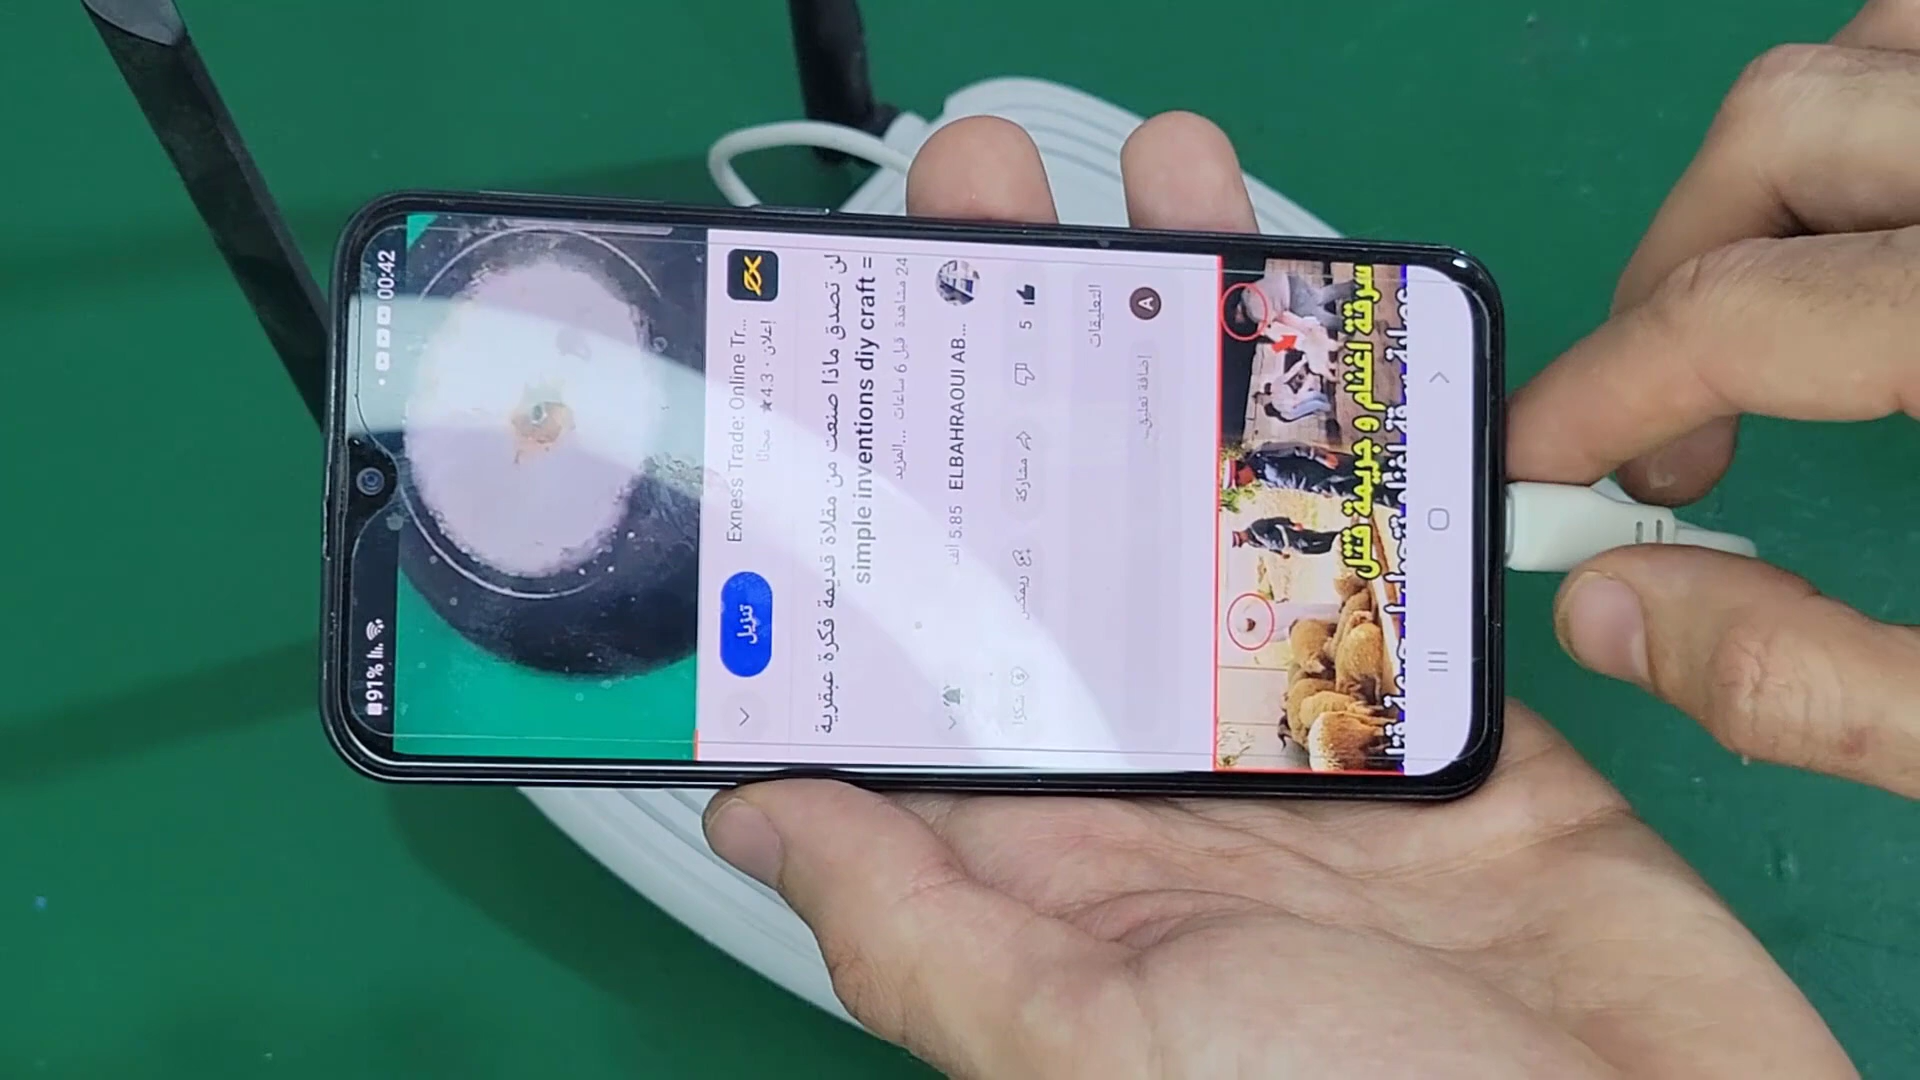 00:42
91%
Exness Trade: Online Tr...
إعلان · 4.3★ مجانًا
تنزيل
لن تصدق ماذا صنعت من مقلاة قديمة فكرة عبقرية
simple inventions diy craft =
24 مشاهدة قبل 6 ساعات ...المزيد
ELBAHRAOUI AB... 5.85 ألف
5
مشاركة
ريمكس
شكرًا
التعليقات
A
إضافة تعليق...
سرقة اغنام و جريمة قتل